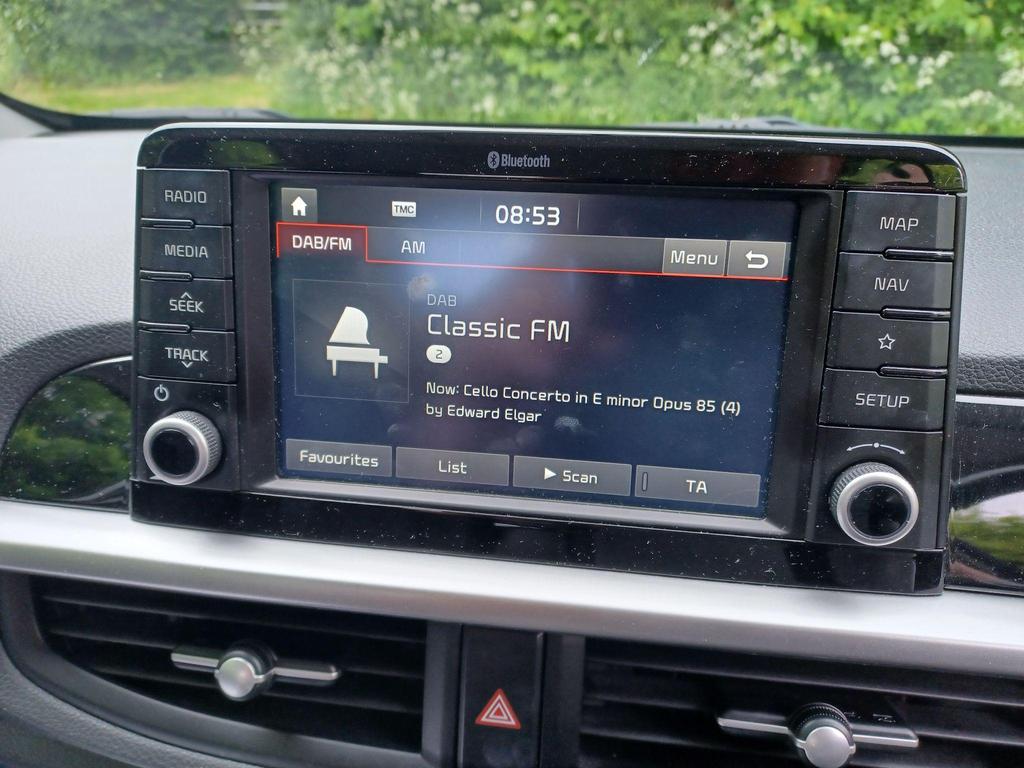 Bluetooth
RADIO
MEDIA
SEEK
TRACK
TMC
08:53
DAB/FM
AM
Menu
DAB
Classic FM
2
Now: Cello Concerto in E minor Opus 85 (4)
by Edward Elgar
Favourites
List
Scan
TA
MAP
NAV
SETUP